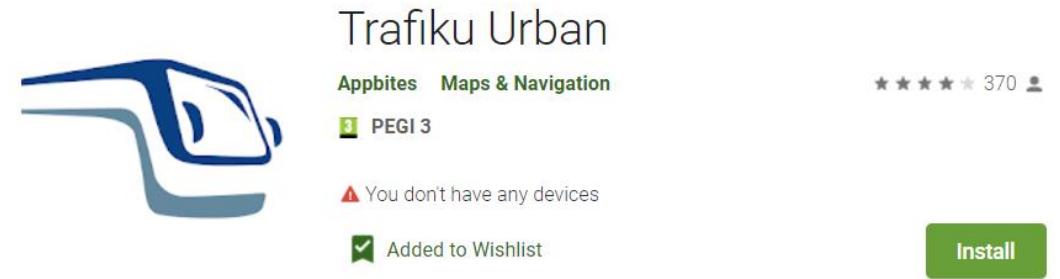 Trafiku Urban
Appbites Maps & Navigation
370
3 PEGI 3
You don't have any devices
Added to Wishlist
Install